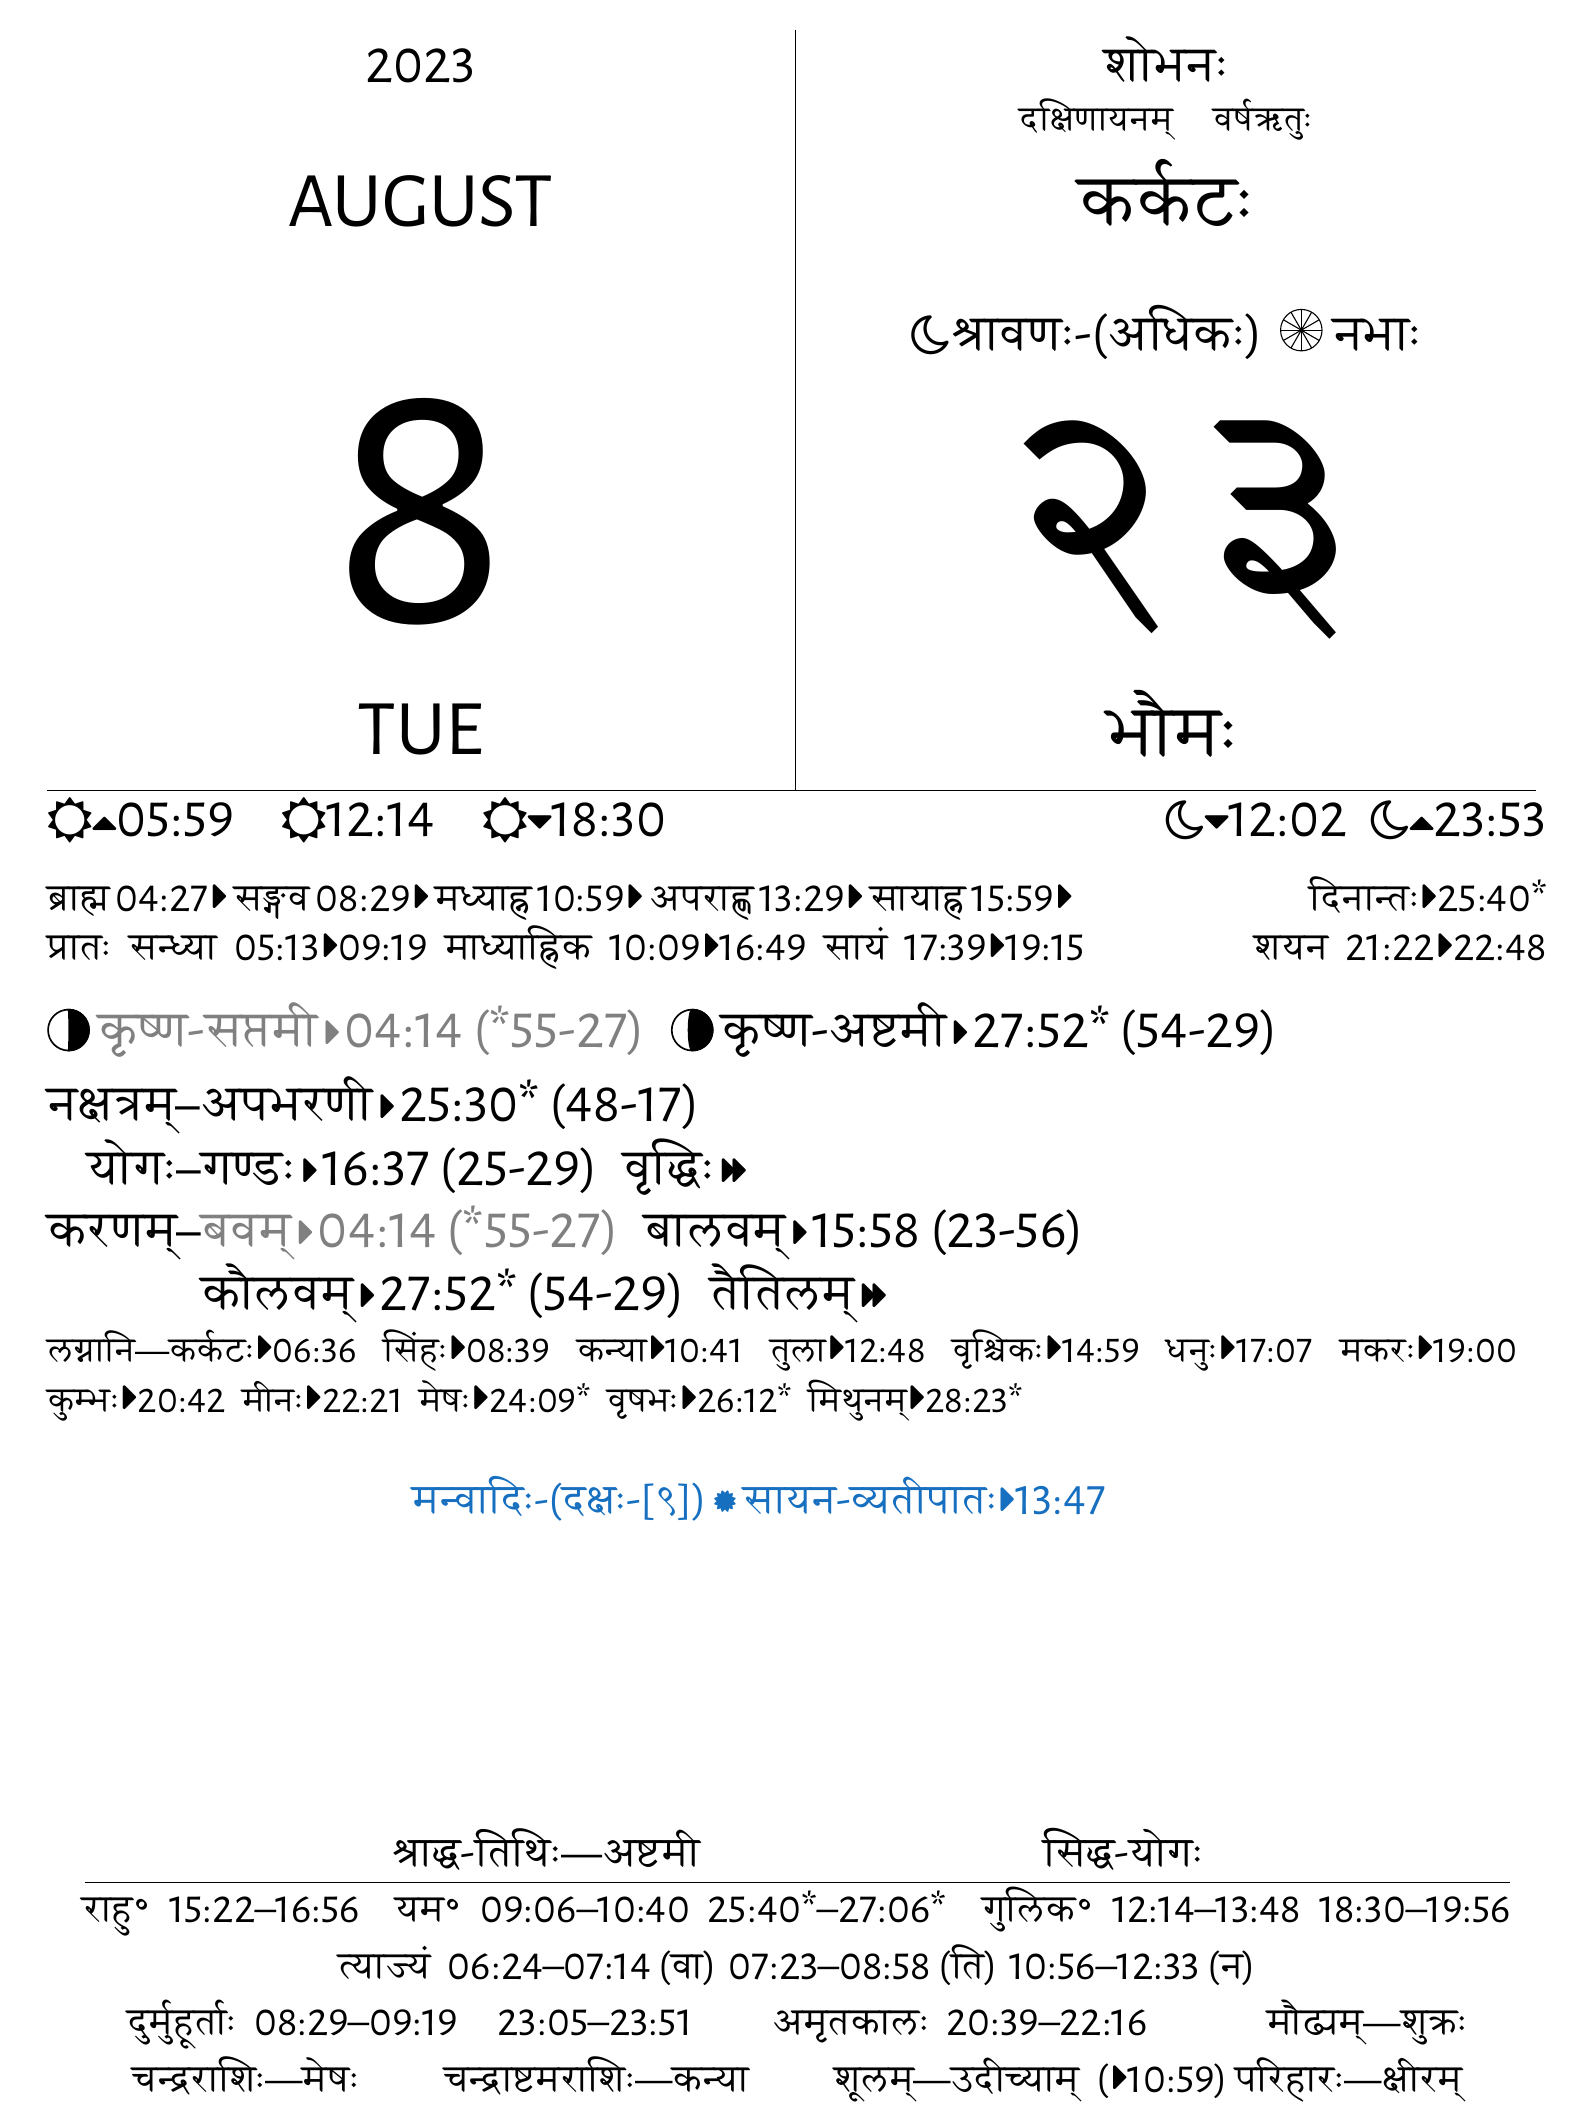 2023
AUGUST
8
TUE
शोभनः
दक्षिणायनम् वर्षऋतुः
कर्कटः
श्रावणः-(अधिकः) नभाः
२३
भौमः
05:59 12:14 18:30 12:02 23:53
ब्राह्म 04:27 सङ्गव 08:29 मध्याह्न 10:59 अपराह्ण 13:29 सायाह्न 15:59 दिनान्तः 25:40*
प्रातः सन्ध्या 05:13 09:19 माध्याह्निक 10:09 16:49 सायं 17:39 19:15 शयन 21:22 22:48
कृष्ण-सप्तमी 04:14 (*55-27) कृष्ण-अष्टमी 27:52* (54-29)
नक्षत्रम्–अपभरणी 25:30* (48-17)
योगः–गण्डः 16:37 (25-29) वृद्धिः
करणम्–बवम् 04:14 (*55-27) बालवम् 15:58 (23-56)
कौलवम् 27:52* (54-29) तैतिलम्
लग्नानि—कर्कटः 06:36 सिंहः 08:39 कन्या 10:41 तुला 12:48 वृश्चिकः 14:59 धनुः 17:07 मकरः 19:00
कुम्भः 20:42 मीनः 22:21 मेषः 24:09* वृषभः 26:12* मिथुनम् 28:23*
मन्वादिः-(दक्षः-[९]) सायन-व्यतीपातः 13:47
श्राद्ध-तिथिः—अष्टमी सिद्ध-योगः
राहु॰ 15:22–16:56 यम॰ 09:06–10:40 25:40*–27:06* गुलिक॰ 12:14–13:48 18:30–19:56
त्याज्यं 06:24–07:14 (वा) 07:23–08:58 (ति) 10:56–12:33 (न)
दुर्मुहूर्ताः 08:29–09:19 23:05–23:51 अमृतकालः 20:39–22:16 मौढ्यम्—शुक्रः
चन्द्रराशिः—मेषः चन्द्राष्टमराशिः—कन्या शूलम्—उदीच्याम् (10:59) परिहारः—क्षीरम्